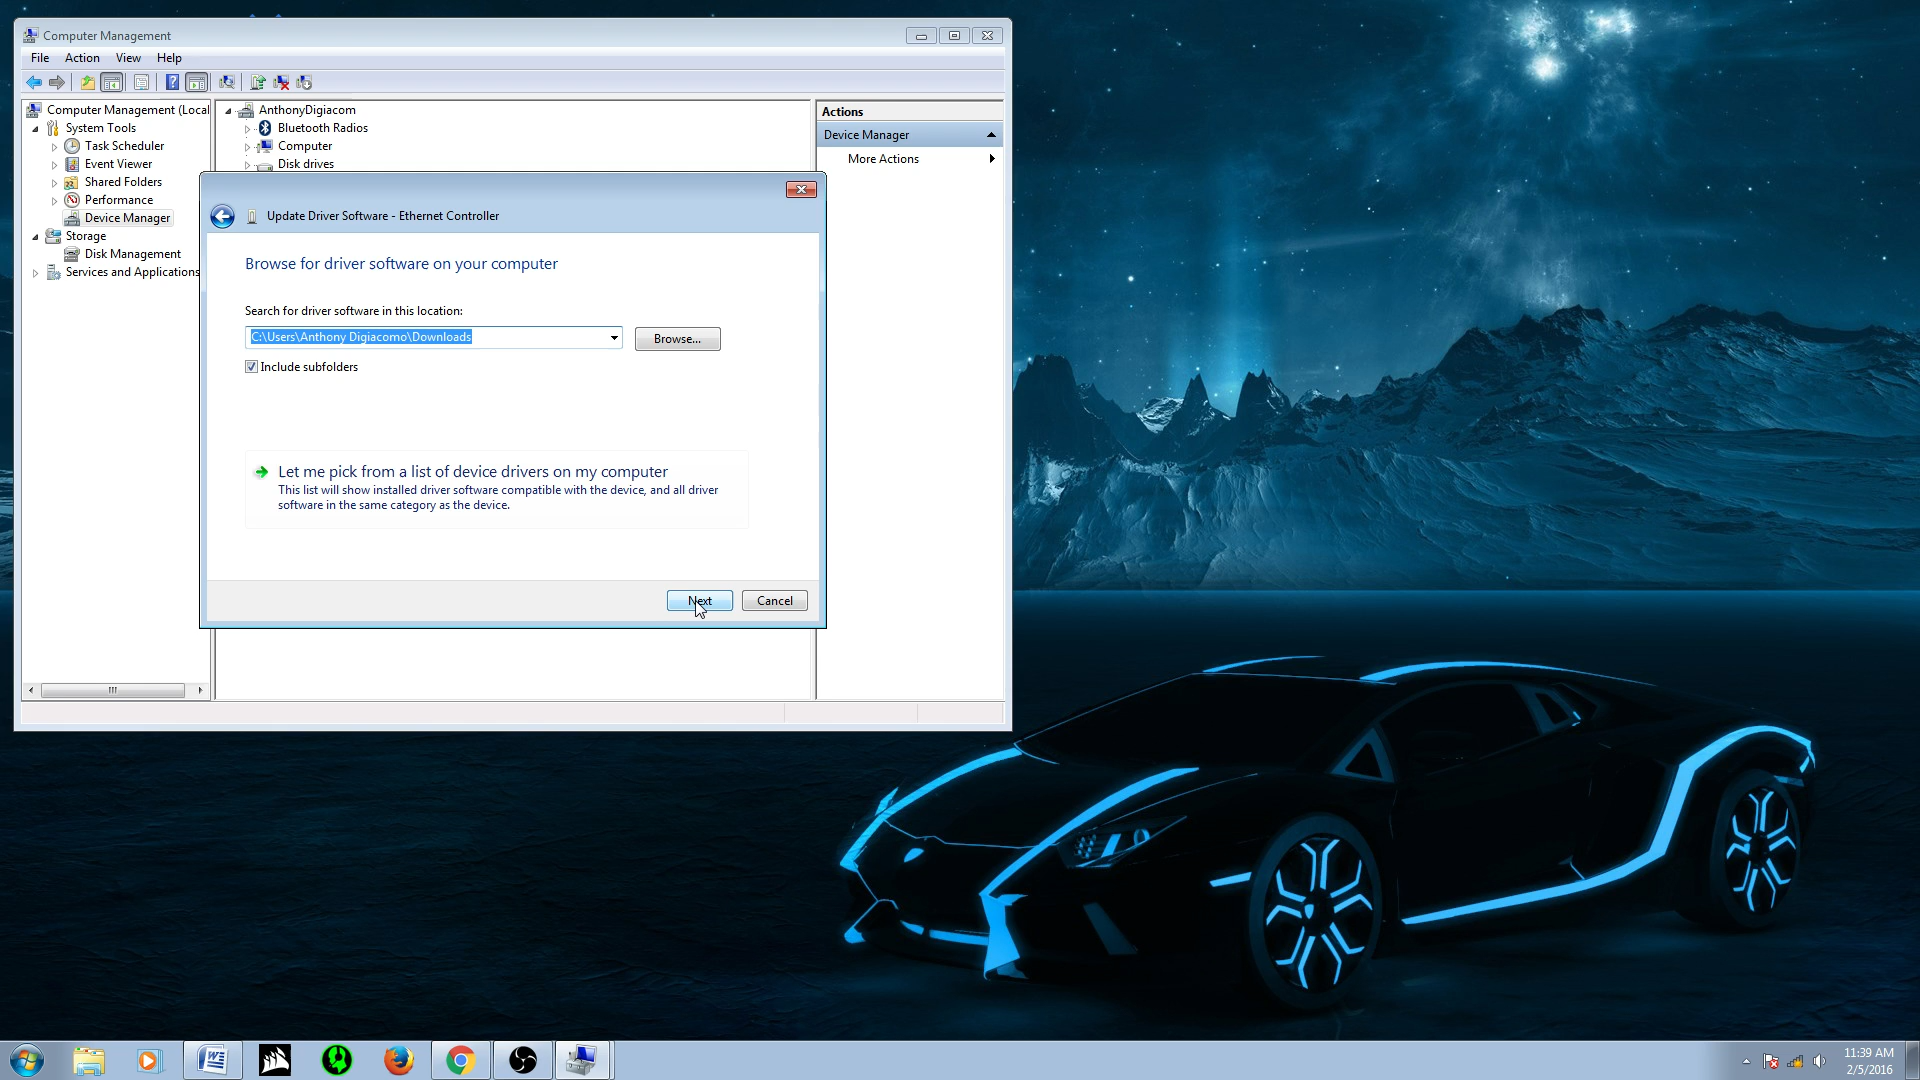 Computer Management
File Action View Help
Computer Management (Local
System Tools
Task Scheduler
Event Viewer
Shared Folders
Performance
Device Manager
Storage
Disk Management
Services and Applications
AnthonyDigiacom
Bluetooth Radios
Computer
Disk drives
Actions
Device Manager
More Actions
Update Driver Software - Ethernet Controller
Browse for driver software on your computer
Search for driver software in this location:
C:\Users\Anthony Digiacomo\Downloads
Browse...
Include subfolders
Let me pick from a list of device drivers on my computer
This list will show installed driver software compatible with the device, and all driver
software in the same category as the device.
Next Cancel
11:39 AM
2/5/2016